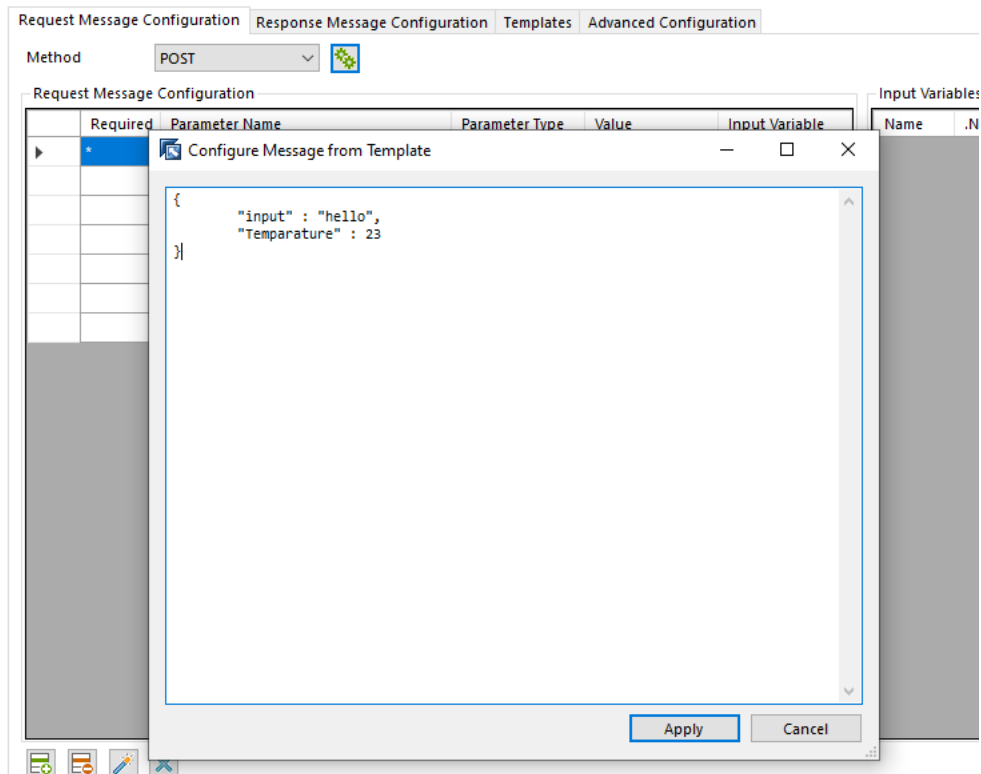 Request Message Configuration Response Message Configuration Templates Advanced Configuration
Method POST
Request Message Configuration Input Variables
Required Parameter Name Parameter Type Value Input Variable Name .N
*
Configure Message from Template
{
"input" : "hello",
"Temparature" : 23
}
Apply Cancel